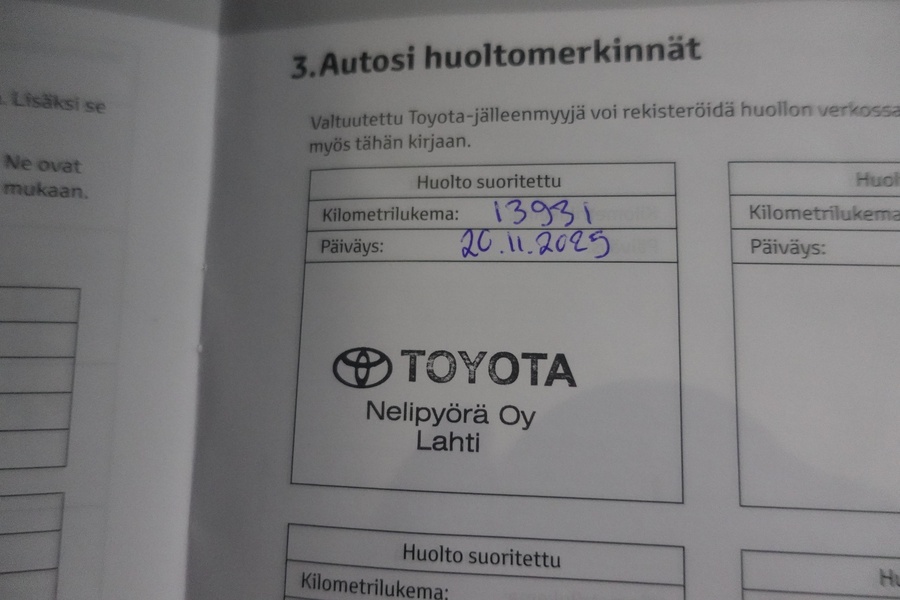 . Lisäksi se
Ne ovat
mukaan.
3. Autosi huoltomerkinnät
Valtuutettu Toyota-jälleenmyyjä voi rekisteröidä huollon verkossa
myös tähän kirjaan.
Huolto suoritettu
Kilometrilukema: 13931
Päiväys: 20.11.2025
TOYOTA
Nelipyörä Oy
Lahti
Huolto suoritettu
Kilometrilukema:
Kilometrilukema
Päiväys: